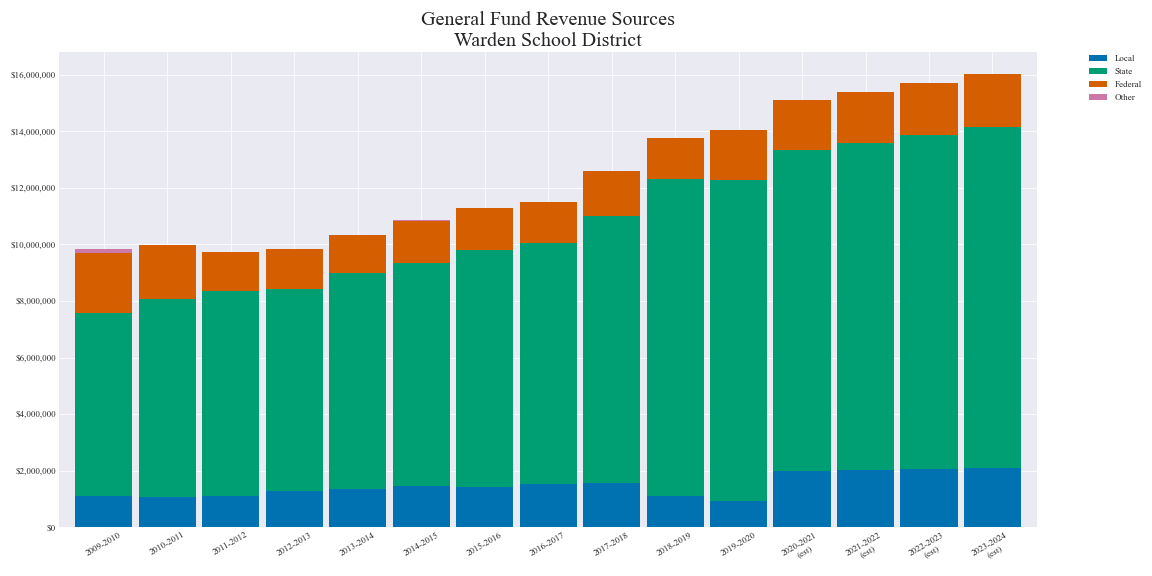 General Fund Revenue Sources
Warden School District
Local
State
Federal
Other
$16,000,000
$14,000,000
$12,000,000
$10,000,000
$8,000,000
$6,000,000
$4,000,000
$2,000,000
$0
2009-2010
2010-2011
2011-2012
2012-2013
2013-2014
2014-2015
2015-2016
2016-2017
2017-2018
2018-2019
2019-2020
2020-2021
(est)
2021-2022
(est)
2022-2023
(est)
2023-2024
(est)